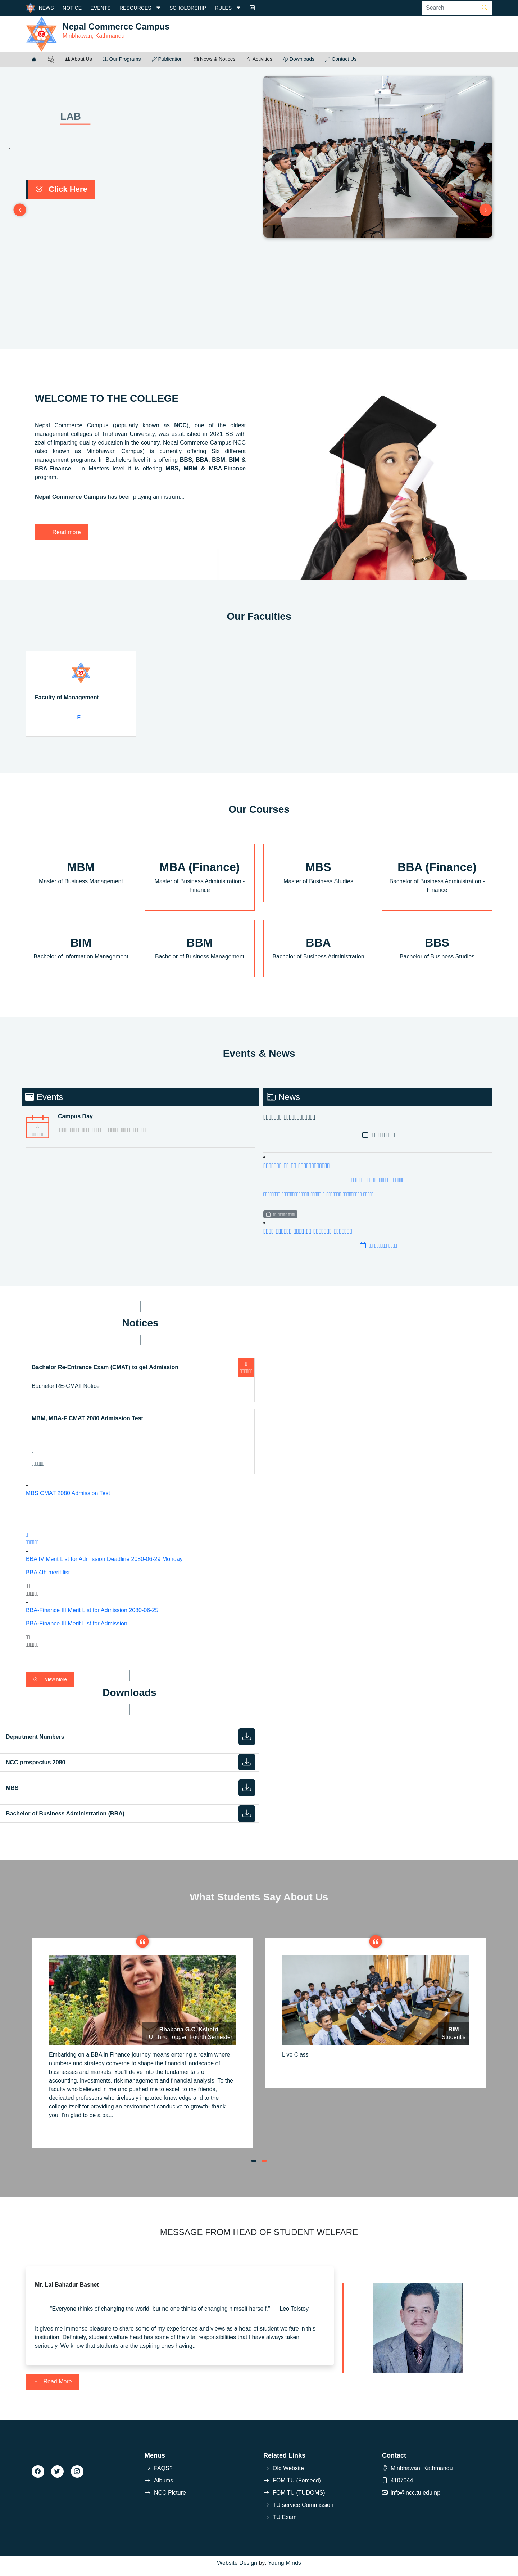 NEWS NOTICE EVENTS RESOURCES SCHOLORSHIP RULES Search
Nepal Commerce Campus
Minbhawan, Kathmandu
About Us Our Programs Publication News & Notices Activities Downloads Contact Us
LAB
.
Click Here
WELCOME TO THE COLLEGE
Nepal Commerce Campus (popularly known as NCC), one of the oldest
management colleges of Tribhuvan University, was established in 2021 BS with
zeal of imparting quality education in the country. Nepal Commerce Campus-NCC
(also known as Minbhawan Campus) is currently offering Six different
management programs. In Bachelors level it is offering BBS, BBA, BBM, BIM &
BBA-Finance . In Masters level it is offering MBS, MBM & MBA-Finance
program.
Nepal Commerce Campus has been playing an instrum...
Read more
Our Faculties
Faculty of Management
F...
Our Courses
MBM
Master of Business Management
MBA (Finance)
Master of Business Administration -
Finance
MBS
Master of Business Studies
BBA (Finance)
Bachelor of Business Administration -
Finance
BIM
Bachelor of Information Management
BBM
Bachelor of Business Management
BBA
Bachelor of Business Administration
BBS
Bachelor of Business Studies
Events & News
Events
Campus Day
News
Notices
Bachelor Re-Entrance Exam (CMAT) to get Admission
Bachelor RE-CMAT Notice
MBM, MBA-F CMAT 2080 Admission Test
MBS CMAT 2080 Admission Test
BBA IV Merit List for Admission Deadline 2080-06-29 Monday
BBA 4th merit list
BBA-Finance III Merit List for Admission 2080-06-25
BBA-Finance III Merit List for Admission
View More
Downloads
Department Numbers
NCC prospectus 2080
MBS
Bachelor of Business Administration (BBA)
What Students Say About Us
Bhabana G.C. Kshetri
TU Third Topper, Fourth Semester
Embarking on a BBA in Finance journey means entering a realm where
numbers and strategy converge to shape the financial landscape of
businesses and markets. You'll delve into the fundamentals of
accounting, investments, risk management and financial analysis. To the
faculty who believed in me and pushed me to excel, to my friends,
dedicated professors who tirelessly imparted knowledge and to the
college itself for providing an environment conducive to growth- thank
you! I'm glad to be a pa...
BIM
Student's
Live Class
MESSAGE FROM HEAD OF STUDENT WELFARE
Mr. Lal Bahadur Basnet
"Everyone thinks of changing the world, but no one thinks of changing himself herself." Leo Tolstoy.
It gives me immense pleasure to share some of my experiences and views as a head of student welfare in this
institution. Definitely, student welfare head has some of the vital responsibilities that I have always taken
seriously. We know that students are the aspiring ones having..
Read More
Menus
FAQS?
Albums
NCC Picture
Related Links
Old Website
FOM TU (Fomecd)
FOM TU (TUDOMS)
TU service Commission
TU Exam
Contact
Minbhawan, Kathmandu
4107044
info@ncc.tu.edu.np
Website Design by: Young Minds